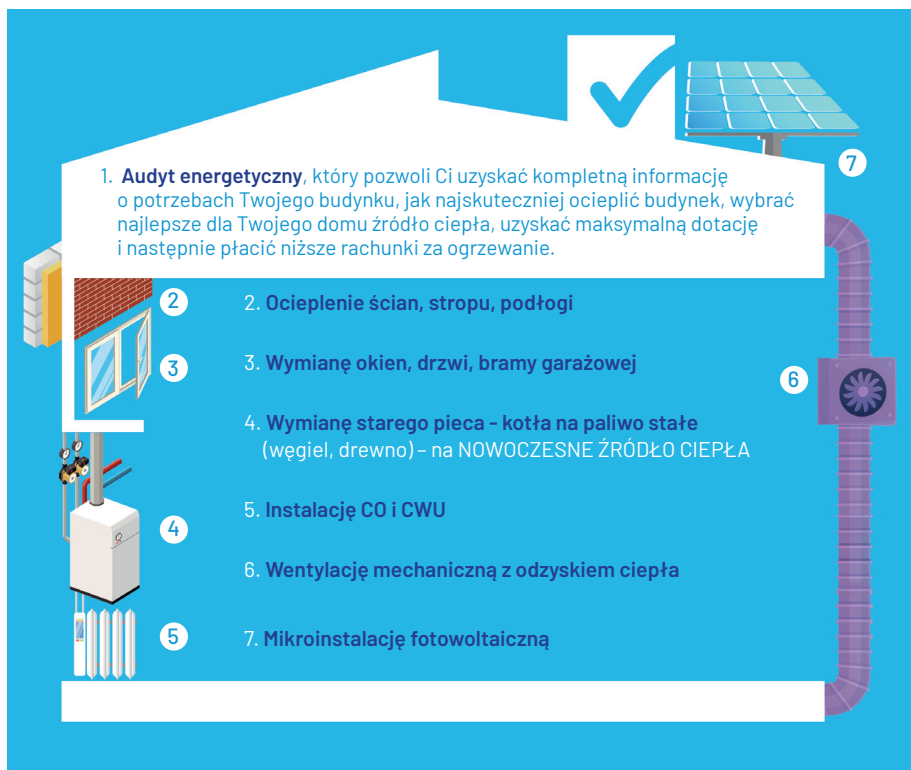 7
1. Audyt energetyczny, który pozwoli Ci uzyskać kompletną informację
o potrzebach Twojego budynku, jak najskuteczniej ocieplić budynek, wybrać
najlepsze dla Twojego domu źródło ciepła, uzyskać maksymalną dotację
i następnie płacić niższe rachunki za ogrzewanie.
2
2. Ocieplenie ścian, stropu, podłogi
3
3. Wymianę okien, drzwi, bramy garażowej
6
4. Wymianę starego pieca - kotła na paliwo stałe
(węgiel, drewno) – na NOWOCZESNE ŹRÓDŁO CIEPŁA
4
5. Instalację CO i CWU
6. Wentylację mechaniczną z odzyskiem ciepła
5
7. Mikroinstalację fotowoltaiczną